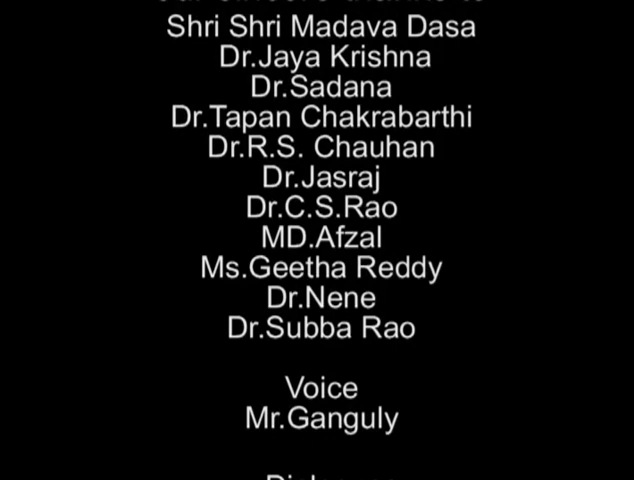 Shri Shri Madava Dasa
Dr.Jaya Krishna
Dr.Sadana
Dr.Tapan Chakrabarthi
Dr.R.S. Chauhan
Dr.Jasraj
Dr.C.S.Rao
MD.Afzal
Ms.Geetha Reddy
Dr.Nene
Dr.Subba Rao
Voice
Mr.Ganguly